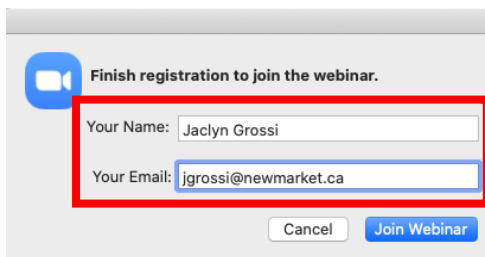 Finish registration to join the webinar.
Your Name: Jaclyn Grossi
Your Email: jgrossi@newmarket.ca
Cancel Join Webinar